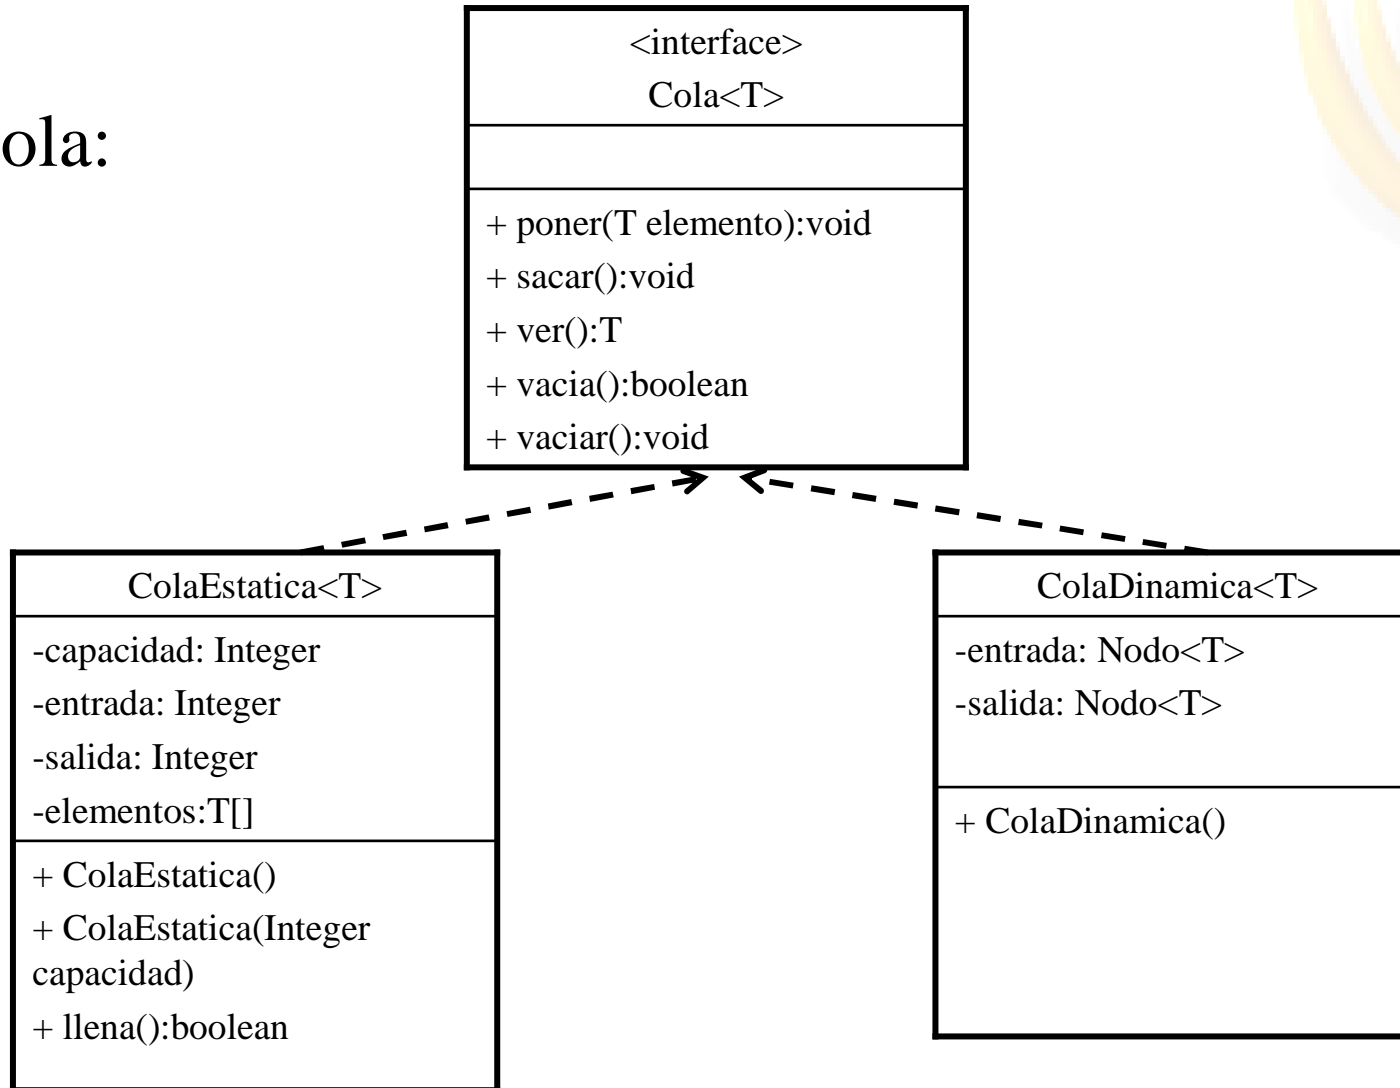 ola:
<interface>
Cola<T>
+ poner(T elemento):void
+ sacar():void
+ ver():T
+ vacia():boolean
+ vaciar():void
ColaEstatica<T>
-capacidad: Integer
-entrada: Integer
-salida: Integer
-elementos:T[]
+ ColaEstatica()
+ ColaEstatica(Integer
capacidad)
+ llena():boolean
ColaDinamica<T>
-entrada: Nodo<T>
-salida: Nodo<T>
+ ColaDinamica()